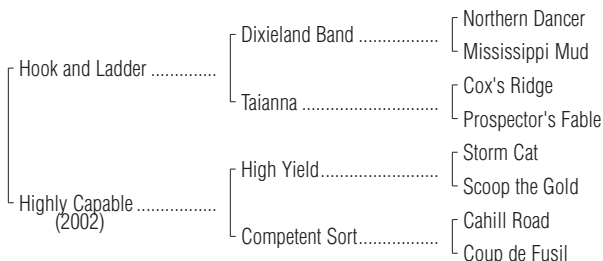 Northern Dancer
Dixieland Band ..................
Mississippi Mud
Hook and Ladder ..............
Cox's Ridge
Taianna ...............................
Prospector's Fable
Storm Cat
High Yield..........................
Scoop the Gold
Highly Capable .................
(2002)
Cahill Road
Competent Sort..................
Coup de Fusil